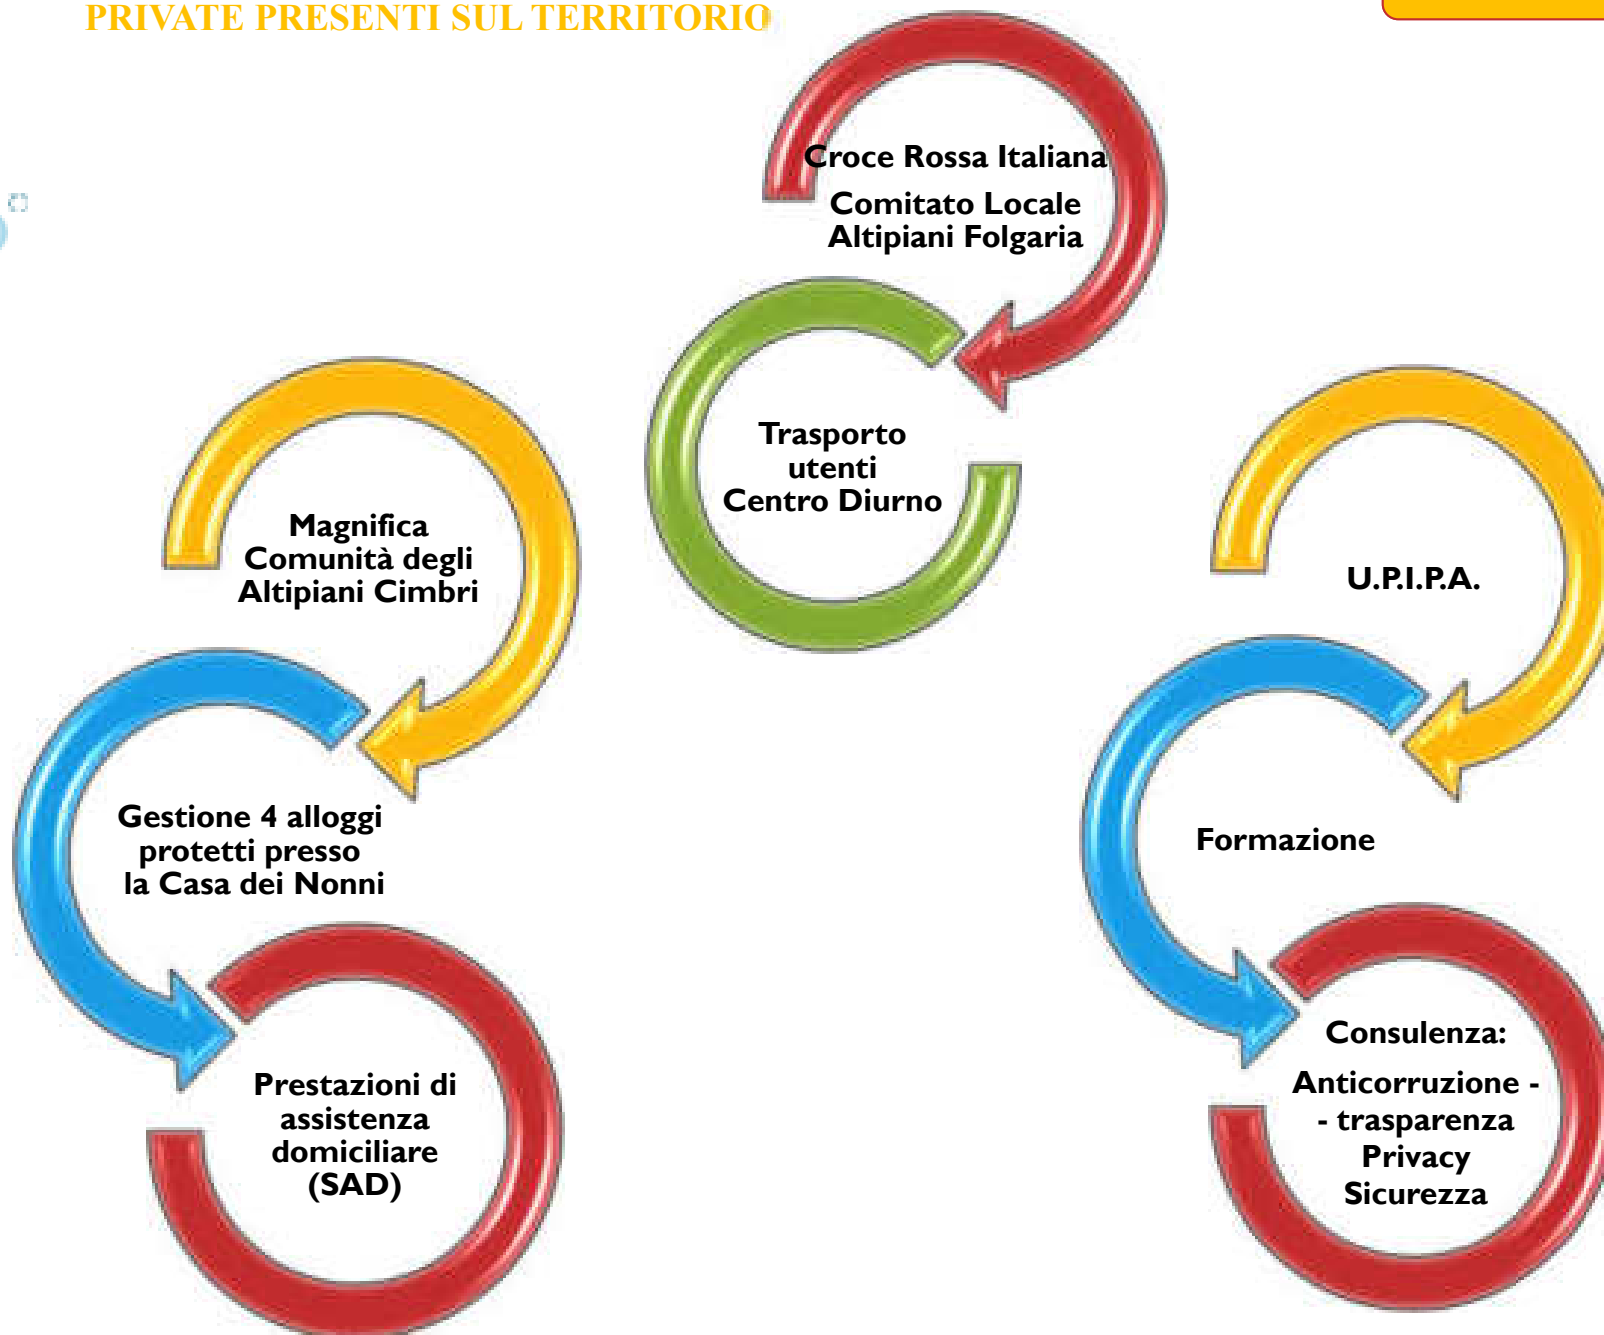 PRIVATE PRESENTI SUL TERRITORIO
Croce Rossa Italiana
Comitato Locale
Altipiani Folgaria
Trasporto
utenti
Centro Diurno
Magnifica
Comunità degli
Altipiani Cimbri
Gestione 4 alloggi
protetti presso
la Casa dei Nonni
Prestazioni di
assistenza
domiciliare
(SAD)
U.P.I.P.A.
Formazione
Consulenza:
Anticorruzione -
- trasparenza
Privacy
Sicurezza